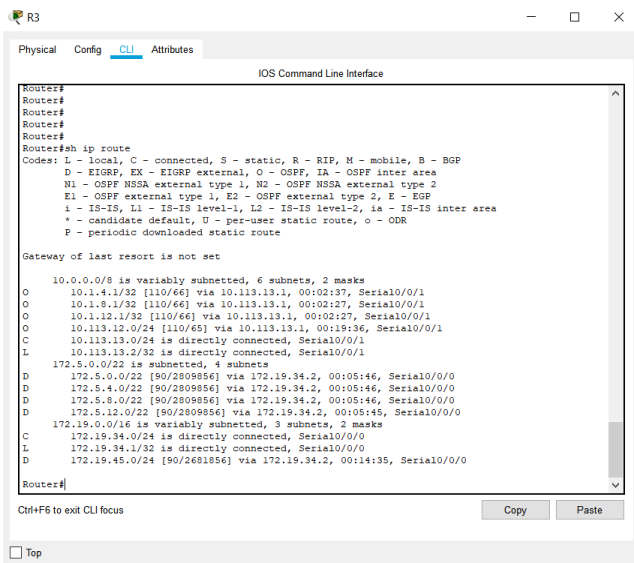 R3
Physical Config CLI Attributes
IOS Command Line Interface
Router#
Router#
Router#
Router#
Router#
Router#sh ip route
Codes: L - local, C - connected, S - static, R - RIP, M - mobile, B - BGP
D - EIGRP, EX - EIGRP external, O - OSPF, IA - OSPF inter area
N1 - OSPF NSSA external type 1, N2 - OSPF NSSA external type 2
E1 - OSPF external type 1, E2 - OSPF external type 2, E - EGP
i - IS-IS, L1 - IS-IS level-1, L2 - IS-IS level-2, ia - IS-IS inter area
* - candidate default, U - per-user static route, o - ODR
P - periodic downloaded static route
Gateway of last resort is not set
10.0.0.0/8 is variably subnetted, 6 subnets, 2 masks
O 10.1.4.1/32 [110/66] via 10.113.13.1, 00:02:37, Serial0/0/1
O 10.1.8.1/32 [110/66] via 10.113.13.1, 00:02:27, Serial0/0/1
O 10.1.12.1/32 [110/66] via 10.113.13.1, 00:02:27, Serial0/0/1
O 10.113.12.0/24 [110/65] via 10.113.13.1, 00:19:36, Serial0/0/1
C 10.113.13.0/24 is directly connected, Serial0/0/1
L 10.113.13.2/32 is directly connected, Serial0/0/1
172.5.0.0/22 is subnetted, 4 subnets
D 172.5.0.0/22 [90/2809856] via 172.19.34.2, 00:05:46, Serial0/0/0
D 172.5.4.0/22 [90/2809856] via 172.19.34.2, 00:05:46, Serial0/0/0
D 172.5.8.0/22 [90/2809856] via 172.19.34.2, 00:05:46, Serial0/0/0
D 172.5.12.0/22 [90/2809856] via 172.19.34.2, 00:05:45, Serial0/0/0
172.19.0.0/16 is variably subnetted, 3 subnets, 2 masks
C 172.19.34.0/24 is directly connected, Serial0/0/0
L 172.19.34.1/32 is directly connected, Serial0/0/0
D 172.19.45.0/24 [90/2681856] via 172.19.34.2, 00:14:35, Serial0/0/0
Router#
Ctrl+F6 to exit CLI focus Copy Paste
Top